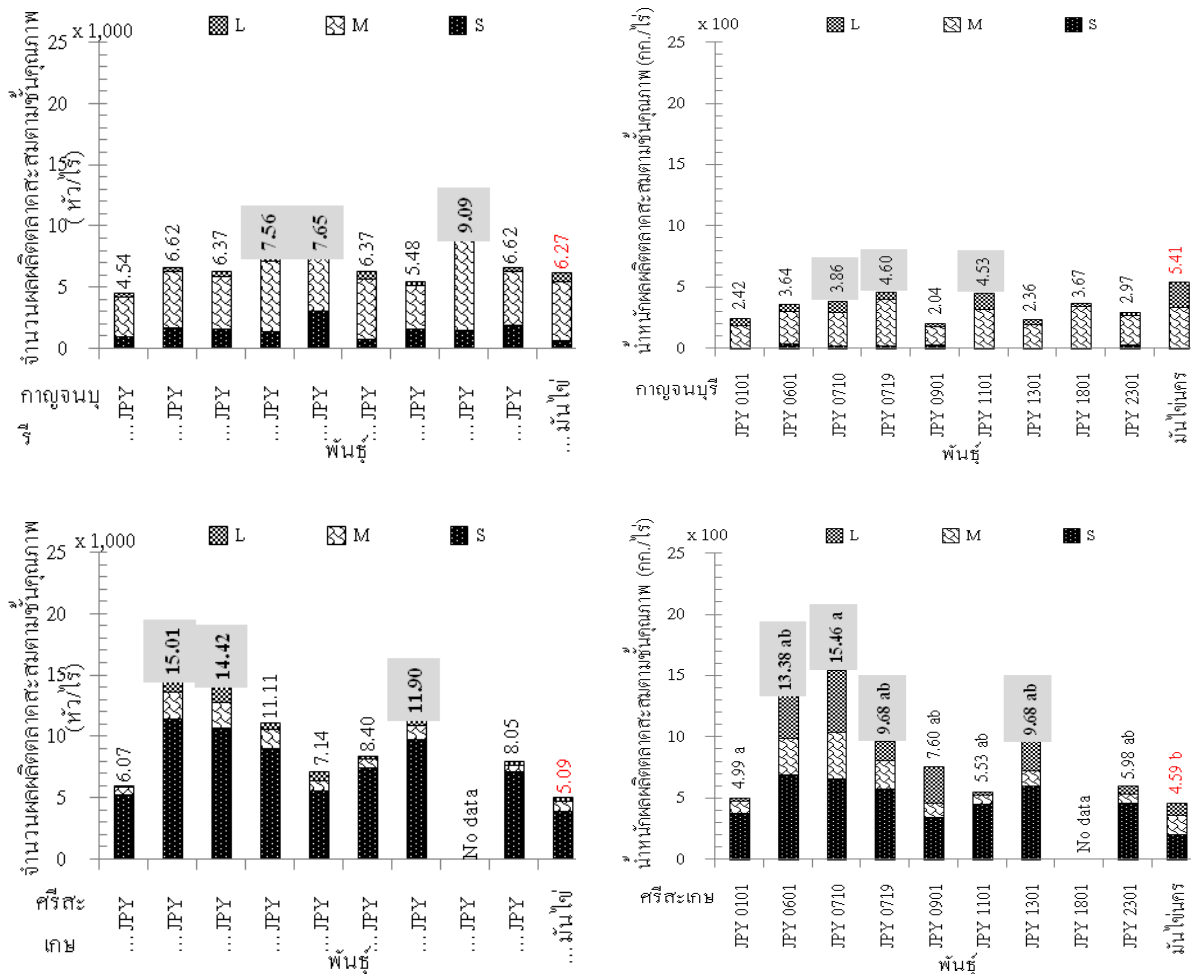 x 1,000
L M S
จำนวนผลผลิตตลาดสะสมตามชั้นคุณภาพ
(หัว/ไร่)
25
20
15
10
5
0
4.54 6.62 6.37 7.56 7.65 6.37 5.48 9.09 6.62 6.27
กาญจนบุ
รี
...JPY ...JPY ...JPY ...JPY ...JPY ...JPY ...JPY ...JPY ...JPY ...มันไข่
พันธุ์
x 100
L M S
น้ำหนักผลผลิตตลาดสะสมตามชั้นคุณภาพ (กก./ไร่)
25
20
15
10
5
0
2.42 3.64 3.86 4.60 2.04 4.53 2.36 3.67 2.97 5.41
กาญจนบุรี
JPY 0101 JPY 0601 JPY 0710 JPY 0719 JPY 0901 JPY 1101 JPY 1301 JPY 1801 JPY 2301 มันไข่นคร
พันธุ์
x 1,000
L M S
จำนวนผลผลิตตลาดสะสมตามชั้นคุณภาพ
(หัว/ไร่)
25
20
15
10
5
0
6.07 15.01 14.42 11.11 7.14 8.40 11.90 No data 8.05 5.09
ศรีสะ
เกษ
...JPY ...JPY ...JPY ...JPY ...JPY ...JPY ...JPY ...JPY ...JPY ...มันไข่
พันธุ์
x 100
L M S
น้ำหนักผลผลิตตลาดสะสมตามชั้นคุณภาพ (กก./ไร่)
25
20
15
10
5
0
4.99 a 13.38 ab 15.46 a 9.68 ab 7.60 ab 5.53 ab 9.68 ab No data 5.98 ab 4.59 b
ศรีสะเกษ
JPY 0101 JPY 0601 JPY 0710 JPY 0719 JPY 0901 JPY 1101 JPY 1301 JPY 1801 JPY 2301 มันไข่นคร
พันธุ์